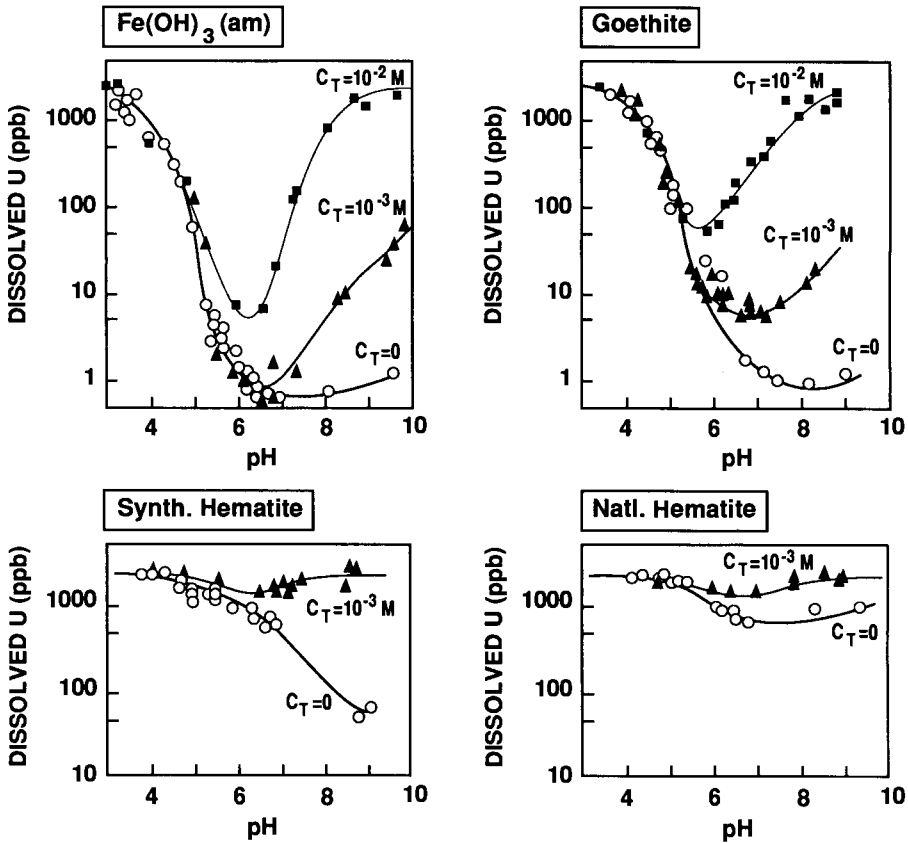 Fe(OH)3 (am)
DISSOLVED U (ppb)
1000
100
10
1
CT=10-2 M
CT=10-3 M
CT=0
4 6 8 10
pH
Goethite
DISSOLVED U (ppb)
1000
100
10
1
CT=10-2 M
CT=10-3 M
CT=0
4 6 8 10
pH
Synth. Hematite
DISSOLVED U (ppb)
1000
100
10
CT=10-3 M
CT=0
4 6 8 10
pH
Natl. Hematite
DISSOLVED U (ppb)
1000
100
10
CT=10-3 M
CT=0
4 6 8 10
pH